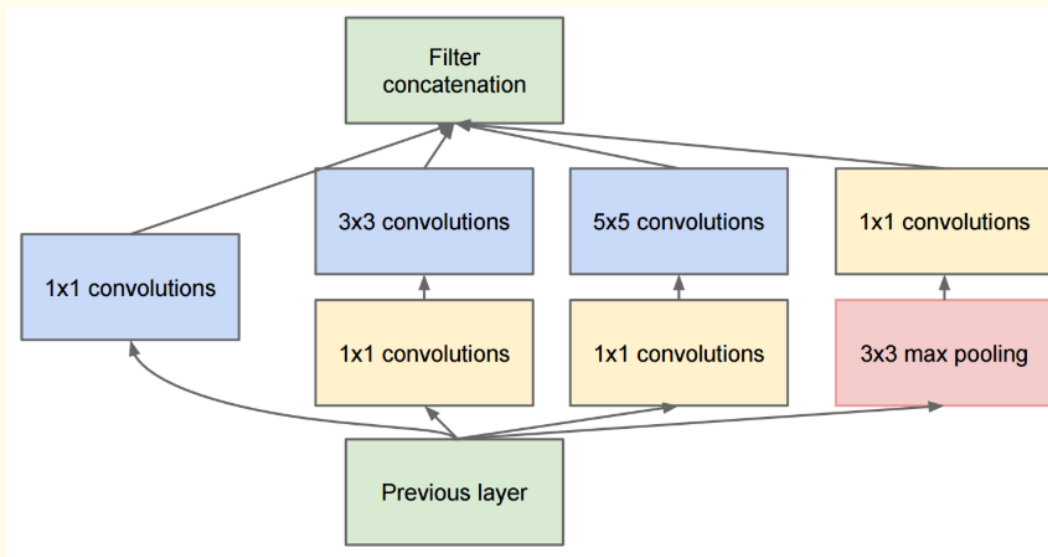 Filter
concatenation
3x3 convolutions
5x5 convolutions
1x1 convolutions
1x1 convolutions
1x1 convolutions
1x1 convolutions
3x3 max pooling
Previous layer